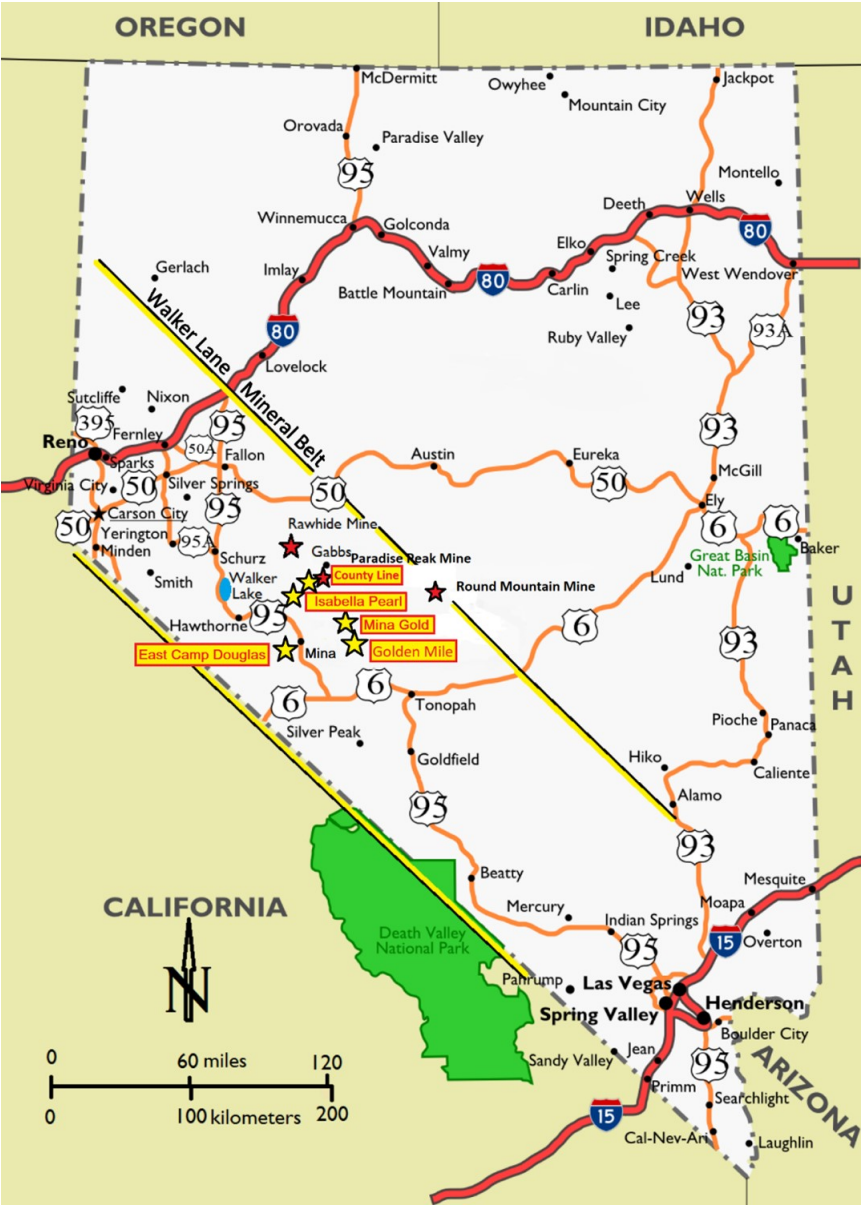 OREGON
IDAHO
McDermitt
Owyhee
Jackpot
Mountain City
Orovada
Paradise Valley
95
Montello
Deeth
Wells
Winnemucca
Golconda
80
Elko
Valmy
Spring Creek
Gerlach
Imlay
80
West Wendover
Battle Mountain
Carlin
Lee
Walker Lane
80
93
93A
Ruby Valley
Lovelock
Mineral Belt
Sutcliffe
Nixon
395
95
93
Fernley
Reno
50A
Fallon
Austin
Eureka
Sparks
McGill
Virginia City
50
Silver Springs
50
50
Ely
95
Carson City
50
Rawhide Mine
6
6
Yerington
95A
Minden
Schurz
Gabbs
Paradise Peak Mine
Great Basin
Nat. Park
Baker
County Line
Smith
Walker
Lake
Lund
Round Mountain Mine
Isabella Pearl
95
Hawthorne
Mina Gold
6
93
UTAH
East Camp Douglas
Mina
Golden Mile
6
6
Tonopah
Pioche
Panaca
Silver Peak
Goldfield
Hiko
Caliente
Alamo
95
93
Beatty
Mesquite
CALIFORNIA
Mercury
Moapa
Indian Springs
Death Valley
National Park
95
15
Overton
Pahrump
Las Vegas
N
Spring Valley
Henderson
Boulder City
0
60 miles
120
Sandy Valley
Jean
ARIZONA
95
Primm
0
100 kilometers
200
15
Searchlight
Cal-Nev-Ari
Laughlin